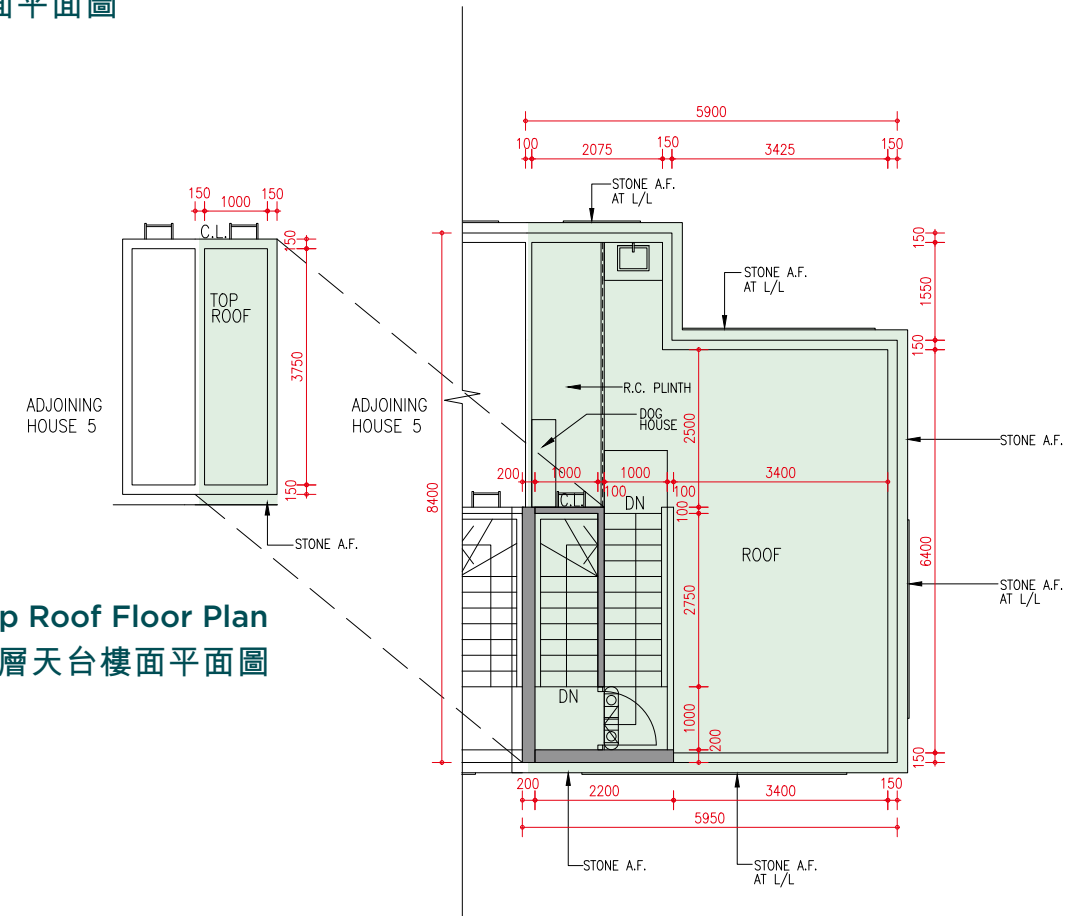 面平面圖
5900
100
2075
150
3425
150
STONE A.F.
AT L/L
150
1000
150
C.L.
150
TOP
ROOF
3750
150
ADJOINING
HOUSE 5
STONE A.F.
ADJOINING
HOUSE 5
8400
STONE A.F.
AT L/L
150
1550
150
R.C. PLINTH
DOG
HOUSE
2500
STONE A.F.
200
1000
1000
3400
100
100
C.L.
DN
100
ROOF
6400
2750
STONE A.F.
AT L/L
p Roof Floor Plan
層天台樓面平面圖
DN
1000
200
150
200
2200
3400
150
5950
STONE A.F.
STONE A.F.
AT L/L